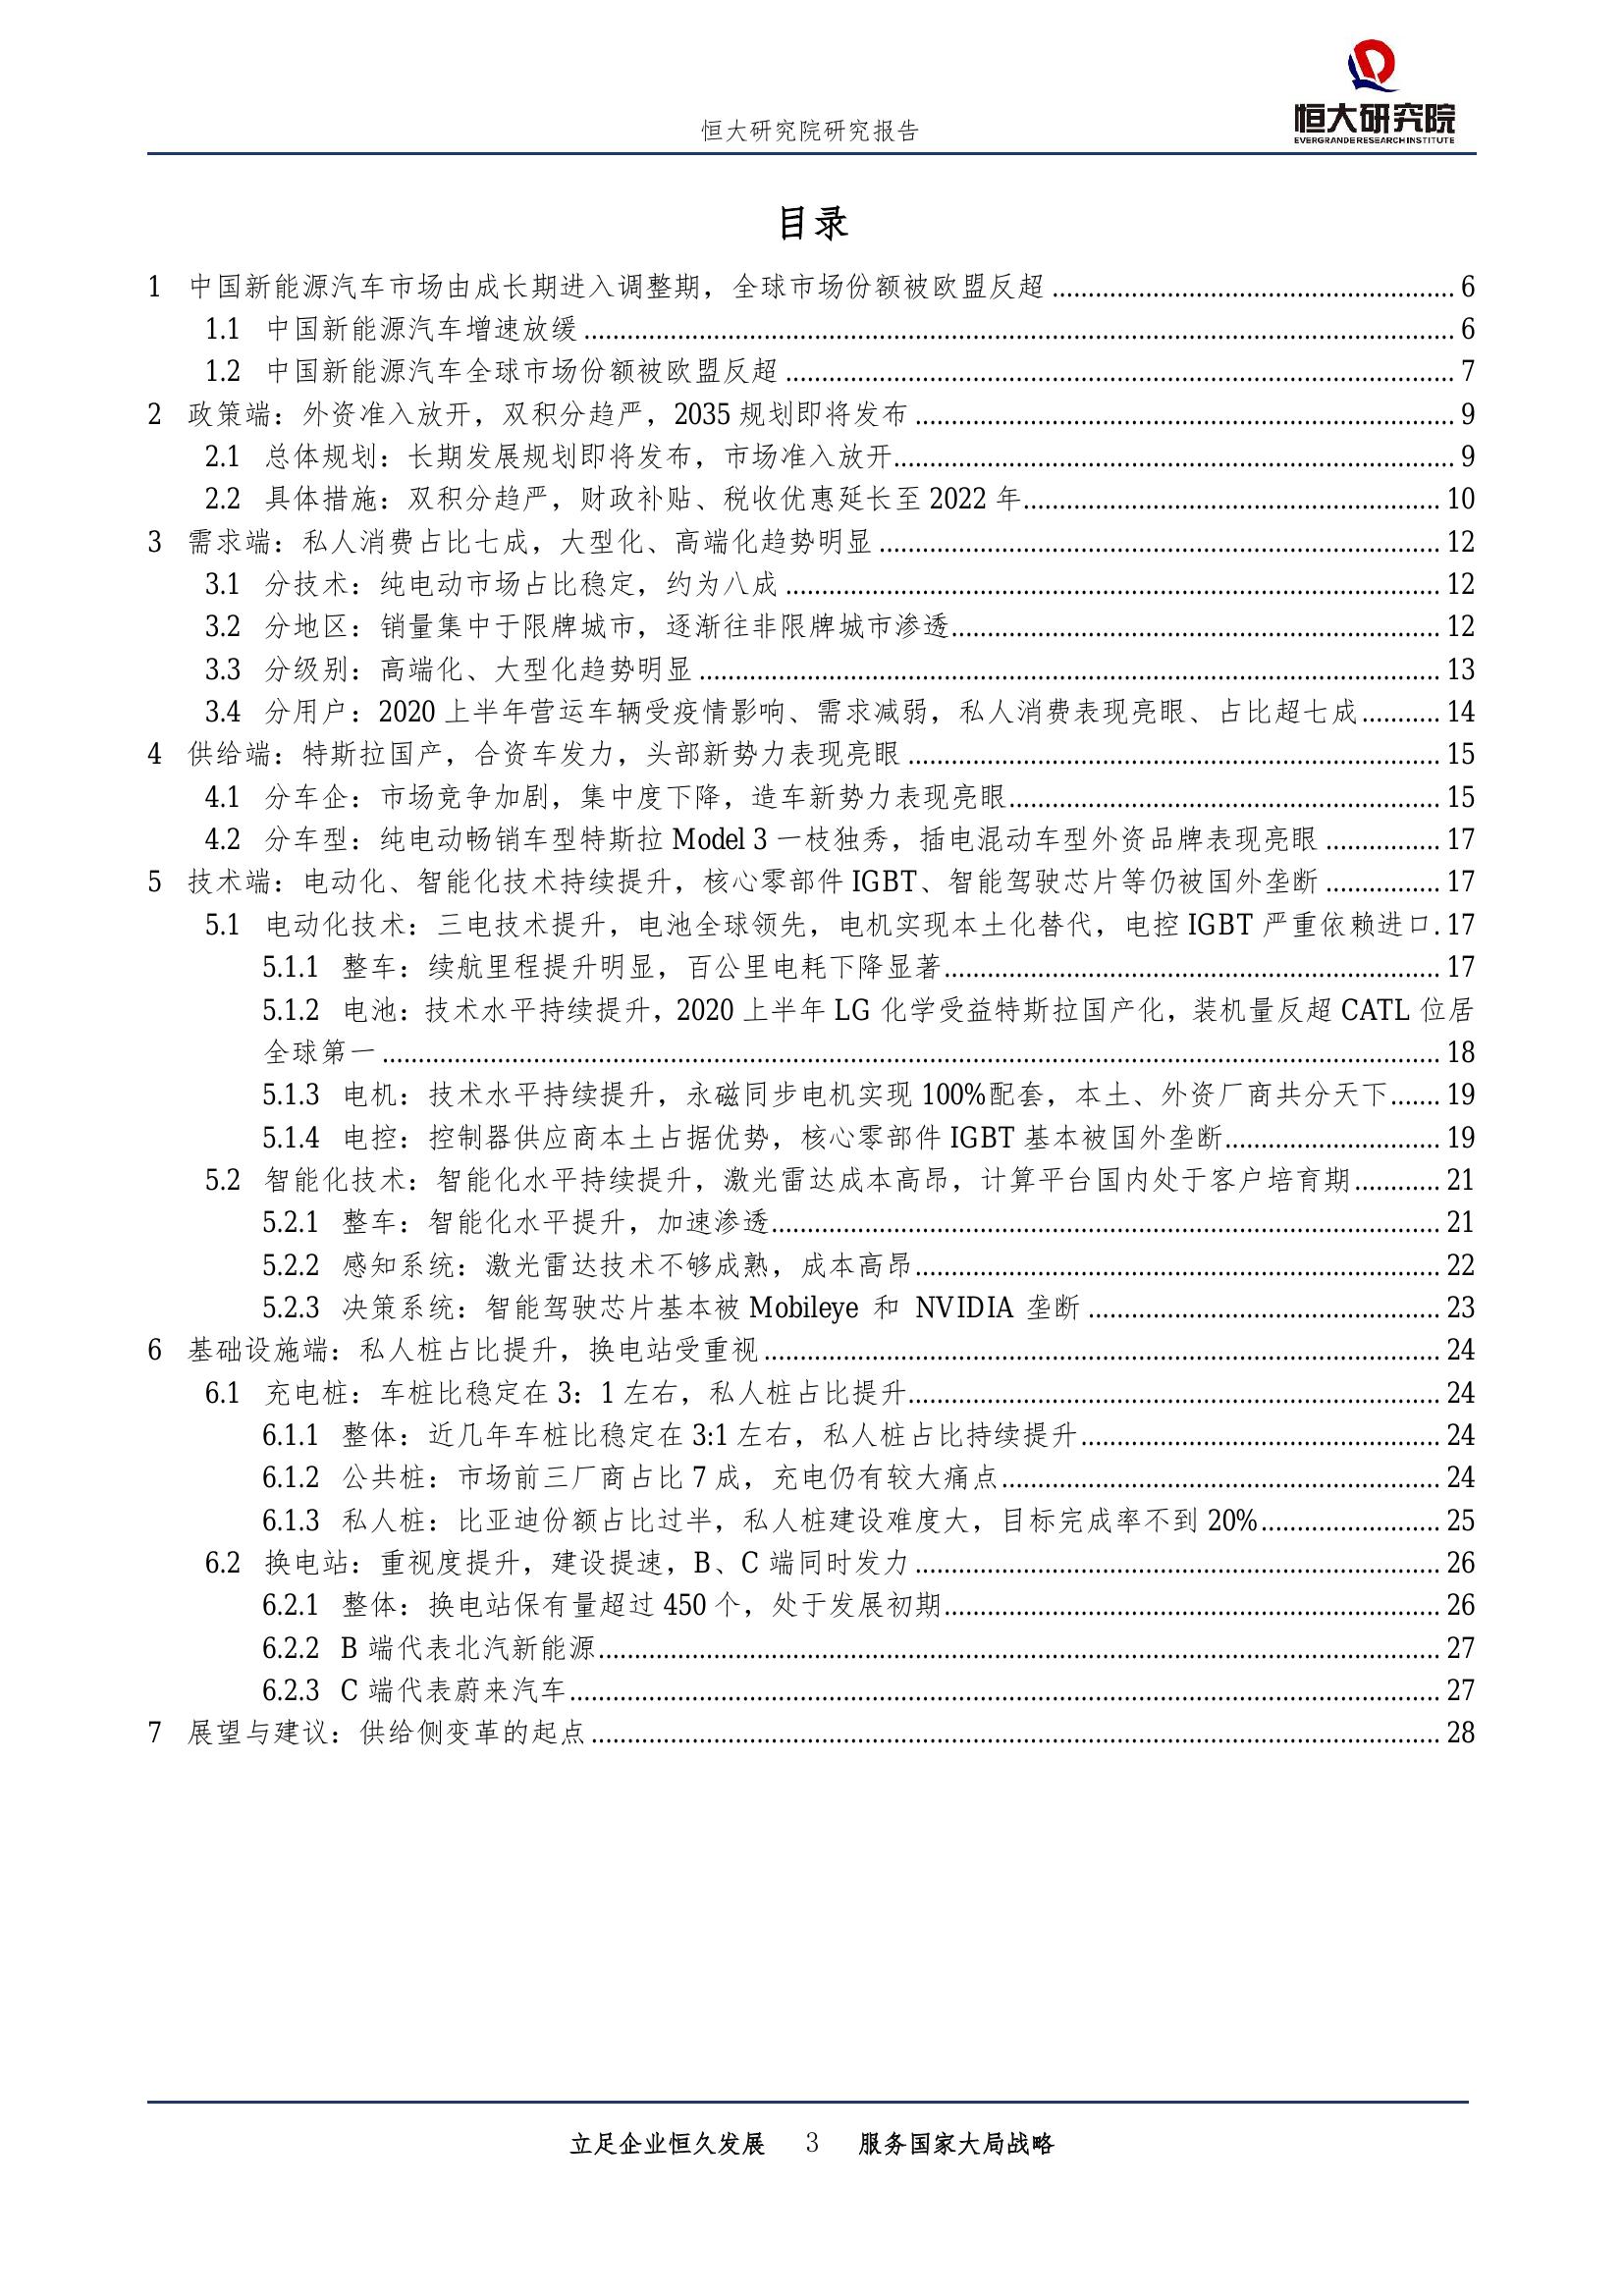 恒大研究院
EVERGRANDE RESEARCH INSTITUTE
恒大研究院研究报告
目录
1 中国新能源汽车市场由成长期进入调整期，全球市场份额被欧盟反超 6
1.1 中国新能源汽车增速放缓 6
1.2 中国新能源汽车全球市场份额被欧盟反超 7
2 政策端：外资准入放开，双积分趋严，2035 规划即将发布 9
2.1 总体规划：长期发展规划即将发布，市场准入放开 9
2.2 具体措施：双积分趋严，财政补贴、税收优惠延长至 2022 年 10
3 需求端：私人消费占比七成，大型化、高端化趋势明显 12
3.1 分技术：纯电动市场占比稳定，约为八成 12
3.2 分地区：销量集中于限牌城市，逐渐往非限牌城市渗透 12
3.3 分级别：高端化、大型化趋势明显 13
3.4 分用户：2020 上半年营运车辆受疫情影响、需求减弱，私人消费表现亮眼、占比超七成 14
4 供给端：特斯拉国产，合资车发力，头部新势力表现亮眼 15
4.1 分车企：市场竞争加剧，集中度下降，造车新势力表现亮眼 15
4.2 分车型：纯电动畅销车型特斯拉 Model 3 一枝独秀，插电混动车型外资品牌表现亮眼 17
5 技术端：电动化、智能化技术持续提升，核心零部件 IGBT、智能驾驶芯片等仍被国外垄断 17
5.1 电动化技术：三电技术提升，电池全球领先，电机实现本土化替代，电控 IGBT 严重依赖进口 17
5.1.1 整车：续航里程提升明显，百公里电耗下降显著 17
5.1.2 电池：技术水平持续提升，2020 上半年 LG 化学受益特斯拉国产化，装机量反超 CATL 位居
全球第一 18
5.1.3 电机：技术水平持续提升，永磁同步电机实现 100%配套，本土、外资厂商共分天下 19
5.1.4 电控：控制器供应商本土占据优势，核心零部件 IGBT 基本被国外垄断 19
5.2 智能化技术：智能化水平持续提升，激光雷达成本高昂，计算平台国内处于客户培育期 21
5.2.1 整车：智能化水平提升，加速渗透 21
5.2.2 感知系统：激光雷达技术不够成熟，成本高昂 22
5.2.3 决策系统：智能驾驶芯片基本被 Mobileye 和 NVIDIA 垄断 23
6 基础设施端：私人桩占比提升，换电站受重视 24
6.1 充电桩：车桩比稳定在 3：1 左右，私人桩占比提升 24
6.1.1 整体：近几年车桩比稳定在 3:1 左右，私人桩占比持续提升 24
6.1.2 公共桩：市场前三厂商占比 7 成，充电仍有较大痛点 24
6.1.3 私人桩：比亚迪份额占比过半，私人桩建设难度大，目标完成率不到 20% 25
6.2 换电站：重视度提升，建设提速，B、C 端同时发力 26
6.2.1 整体：换电站保有量超过 450 个，处于发展初期 26
6.2.2 B 端代表北汽新能源 27
6.2.3 C 端代表蔚来汽车 27
7 展望与建议：供给侧变革的起点 28
立足企业恒久发展 3 服务国家大局战略